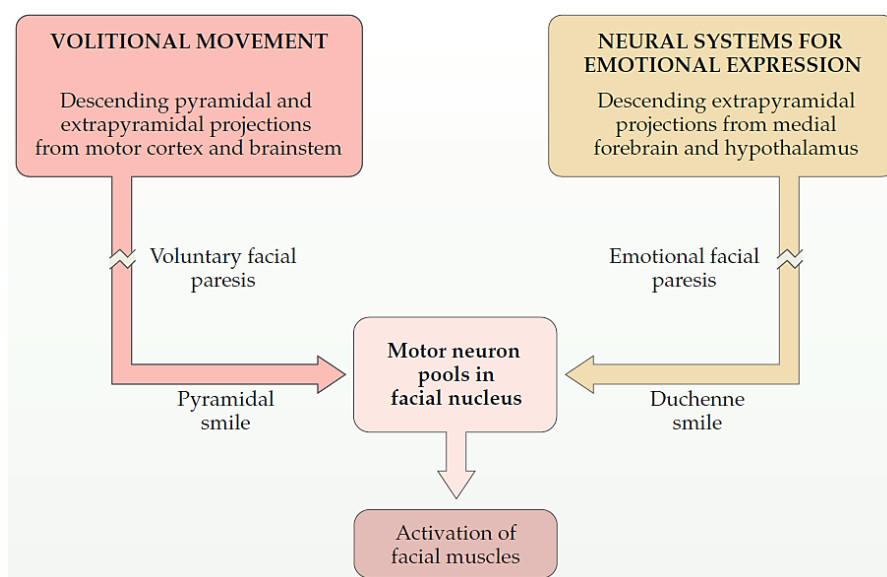 VOLITIONAL MOVEMENT
Descending pyramidal and
extrapyramidal projections
from motor cortex and brainstem
NEURAL SYSTEMS FOR
EMOTIONAL EXPRESSION
Descending extrapyramidal
projections from medial
forebrain and hypothalamus
Voluntary facial
paresis
Emotional facial
paresis
Motor neuron
pools in
facial nucleus
Pyramidal
smile
Duchenne
smile
Activation of
facial muscles